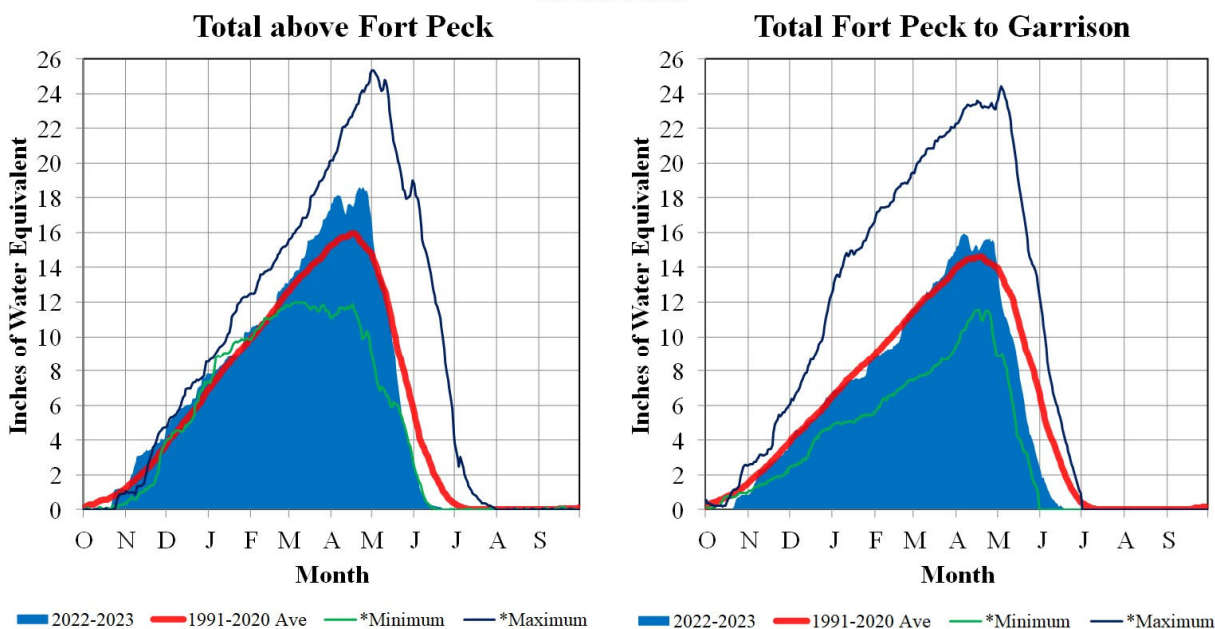 Total above Fort Peck
26
24
22
20
18
16
14
12
10
8
6
4
2
0
Inches of Water Equivalent
O N D J F M A M J J A S
Month
2022-2023 1991-2020 Ave *Minimum *Maximum
Total Fort Peck to Garrison
26
24
22
20
18
16
14
12
10
8
6
4
2
0
Inches of Water Equivalent
O N D J F M A M J J A S
Month
2022-2023 1991-2020 Ave *Minimum *Maximum